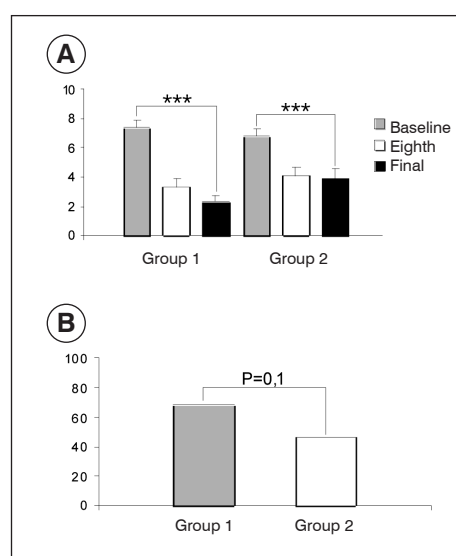 A
10
8
6
4
2
0
***
***
Baseline
Eighth
Final
Group 1 Group 2
B
100
80
60
40
20
0
P=0,1
Group 1 Group 2